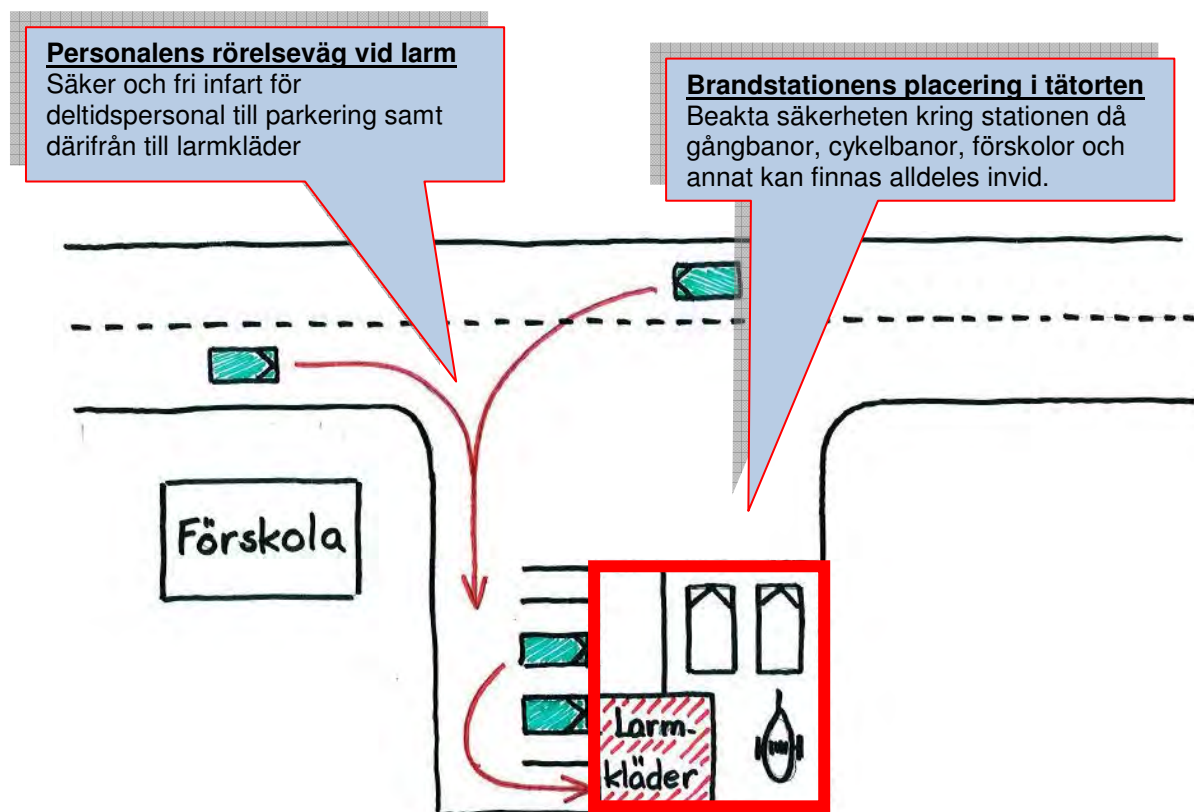 Personalens rörelseväg vid larm
Säker och fri infart för
deltidspersonal till parkering samt
därifrån till larmkläder
Brandstationens placering i tätorten
Beakta säkerheten kring stationen då
gångbanor, cykelbanor, förskolor och
annat kan finnas alldeles invid.
Förskola
Larm-
kläder